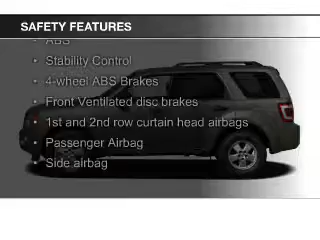 SAFETY FEATURES
• ABS
• Stability Control
• 4-wheel ABS Brakes
• Front Ventilated disc brakes
• 1st and 2nd row curtain head airbags
• Passenger Airbag
• Side airbag